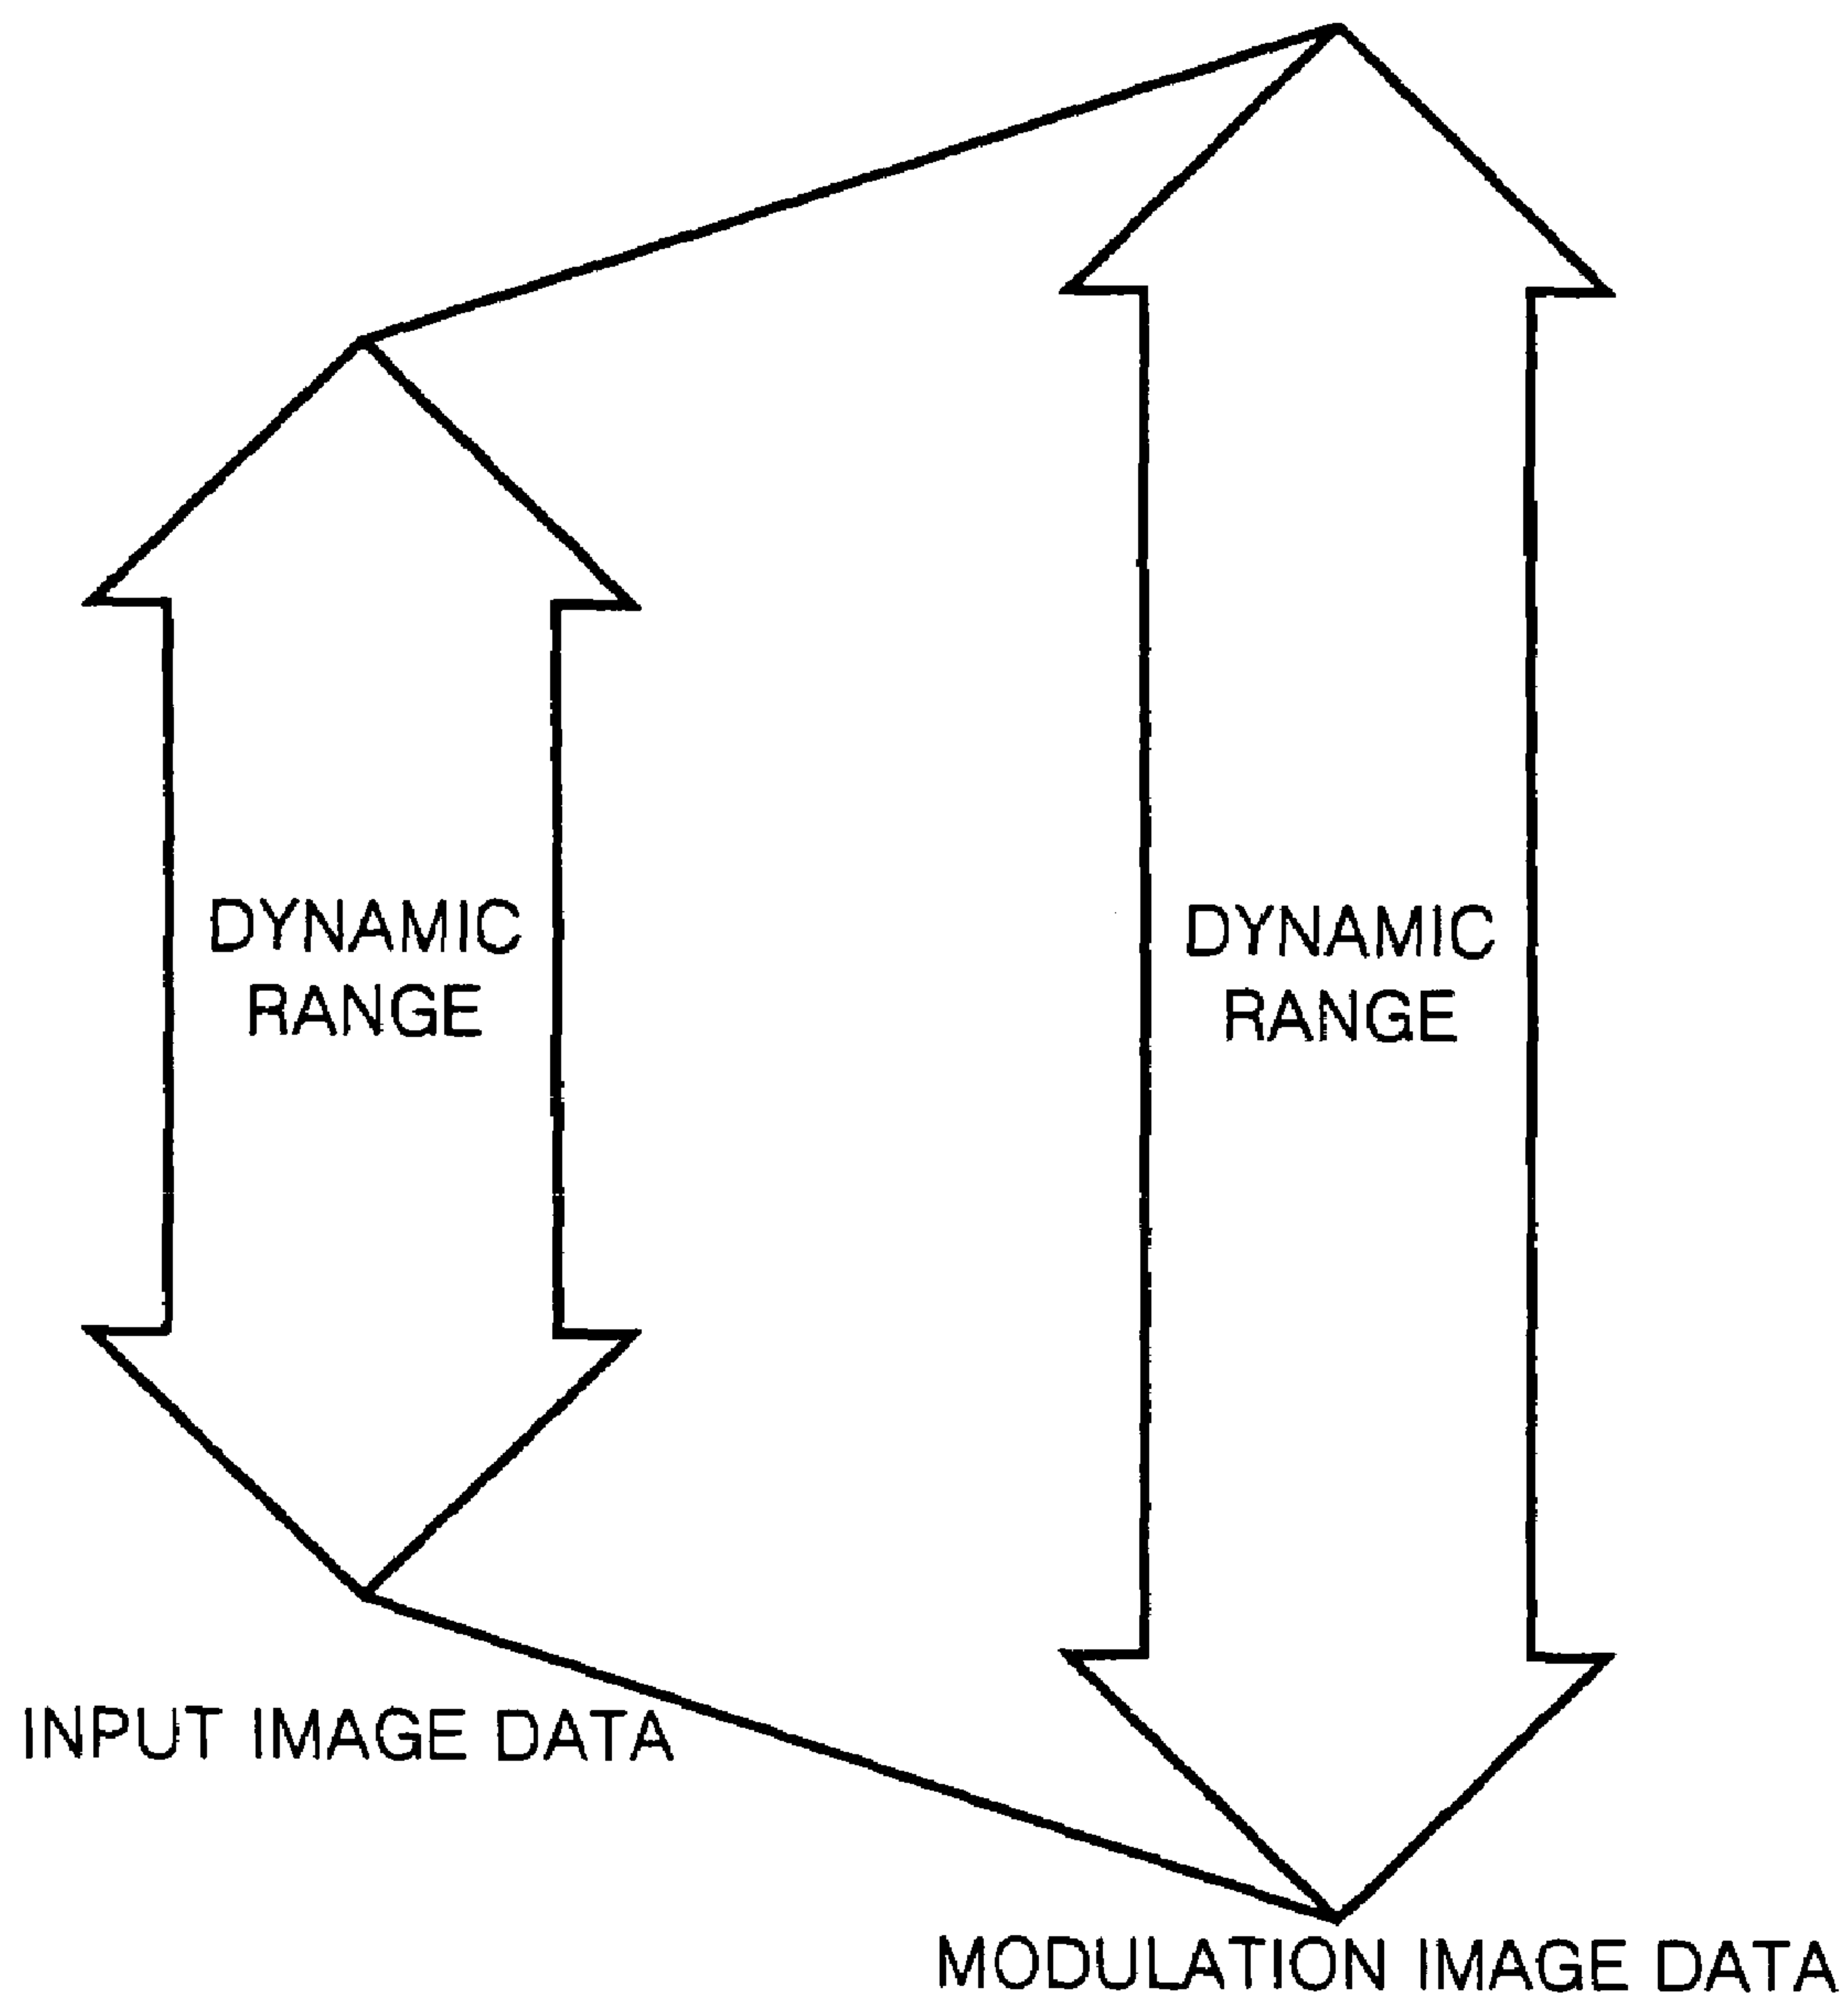 DYNAMIC
RANGE
DYNAMIC
RANGE
INPUT IMAGE DATA
MODULATION IMAGE DATA